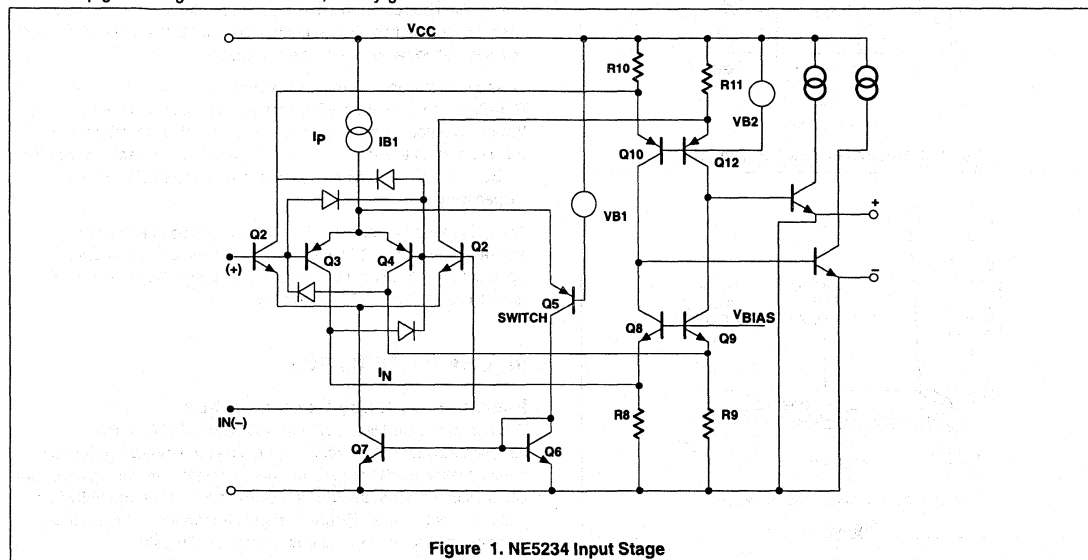 VCC
R10
R11
VB2
IP
IB1
Q10
Q12
VB1
+
Q2
Q2
(+)
Q3
Q4
Q5
SWITCH
−
VBIAS
Q8
Q9
IN
R8
R9
IN(−)
Q7
Q6
Figure 1. NE5234 Input Stage